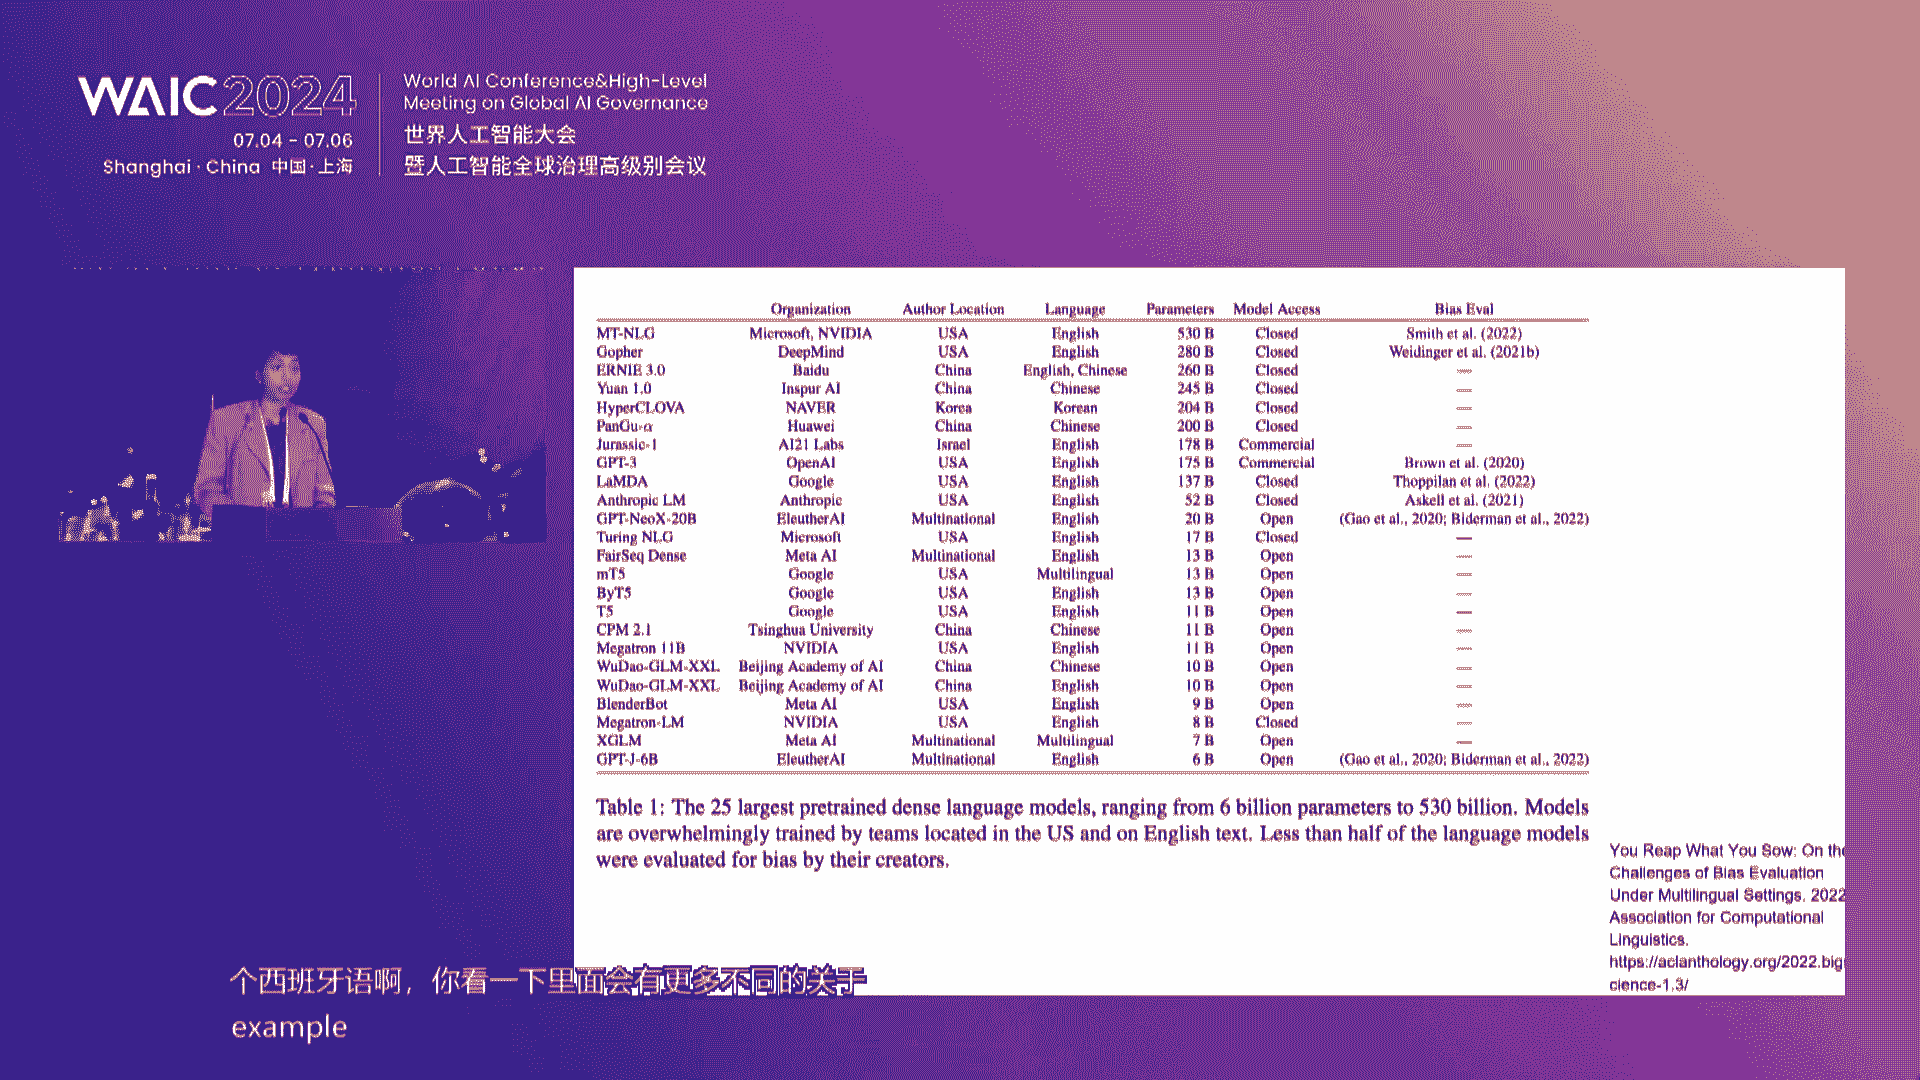 WAIC2024
07.04 - 07.06
Shanghai · China 中国·上海
World AI Conference&High-Level
Meeting on Global AI Governance
世界人工智能大会
暨人工智能全球治理高级别会议
Organization Author Location Language Parameters Model Access Bias Eval
MT-NLG Microsoft, NVIDIA USA English 530 B Closed Smith et al. (2022)
Gopher DeepMind USA English 280 B Closed Weidinger et al. (2021b)
ERNIE 3.0 Baidu China English, Chinese 260 B Closed —
Yuan 1.0 Inspur AI China Chinese 245 B Closed —
HyperCLOVA NAVER Korea Korean 204 B Closed —
PanGu-α Huawei China Chinese 200 B Closed —
Jurassic-1 AI21 Labs Israel English 178 B Commercial —
GPT-3 OpenAI USA English 175 B Commercial Brown et al. (2020)
LaMDA Google USA English 137 B Closed Thoppilan et al. (2022)
Anthropic LM Anthropic USA English 52 B Closed Askell et al. (2021)
GPT-NeoX-20B EleutherAI Multinational English 20 B Open (Gao et al., 2020; Biderman et al., 2022)
Turing NLG Microsoft USA English 17 B Closed —
FairSeq Dense Meta AI Multinational English 13 B Open —
mT5 Google USA Multilingual 13 B Open —
ByT5 Google USA English 13 B Open —
T5 Google USA English 11 B Open —
CPM 2.1 Tsinghua University China Chinese 11 B Open —
Megatron 11B NVIDIA USA English 11 B Open —
WuDao-GLM-XXL Beijing Academy of AI China Chinese 10 B Open —
WuDao-GLM-XXL Beijing Academy of AI China English 10 B Open —
BlenderBot Meta AI USA English 9 B Open —
Megatron-LM NVIDIA USA English 8 B Closed —
XGLM Meta AI Multinational Multilingual 7 B Open —
GPT-J-6B EleutherAI Multinational English 6 B Open (Gao et al., 2020; Biderman et al., 2022)
Table 1: The 25 largest pretrained dense language models, ranging from 6 billion parameters to 530 billion. Models
are overwhelmingly trained by teams located in the US and on English text. Less than half of the language models
were evaluated for bias by their creators.
You Reap What You Sow: On the
Challenges of Bias Evaluation
Under Multilingual Settings. 2022
Association for Computational
Linguistics.
https://aclanthology.org/2022.bigs
cience-1.3/
个西班牙语啊，你看一下里面会有更多不同的关于
example